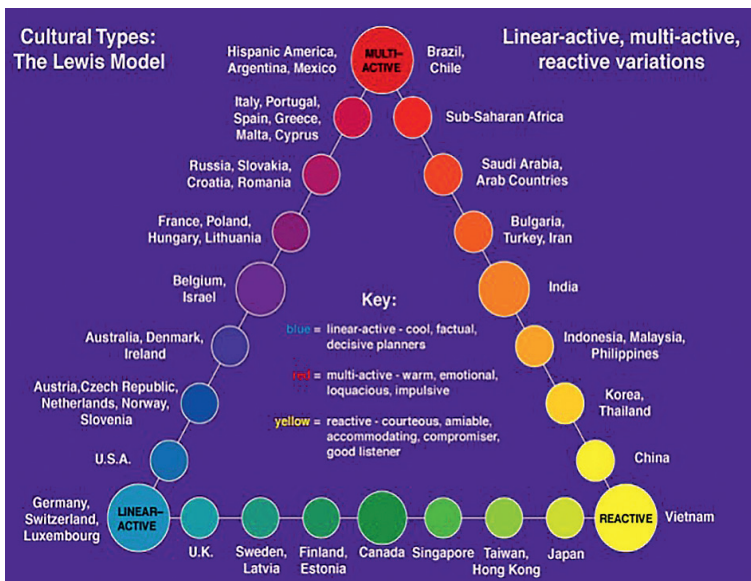 Cultural Types:
The Lewis Model
Linear-active, multi-active,
reactive variations
Hispanic America,
Argentina, Mexico
MULTI-
ACTIVE
Brazil,
Chile
Italy, Portugal,
Spain, Greece,
Malta, Cyprus
Sub-Saharan Africa
Russia, Slovakia,
Croatia, Romania
Saudi Arabia,
Arab Countries
France, Poland,
Hungary, Lithuania
Bulgaria,
Turkey, Iran
Belgium,
Israel
India
Key:
blue = linear-active - cool, factual,
decisive planners
red = multi-active - warm, emotional,
loquacious, impulsive
yellow = reactive - courteous, amiable,
accommodating, compromiser,
good listener
Australia, Denmark,
Ireland
Indonesia, Malaysia,
Philippines
Austria,Czech Republic,
Netherlands, Norway,
Slovenia
Korea,
Thailand
U.S.A.
China
Germany,
Switzerland,
Luxembourg
LINEAR-
ACTIVE
U.K.
Sweden,
Latvia
Finland,
Estonia
Canada
Singapore
Taiwan,
Hong Kong
Japan
REACTIVE
Vietnam